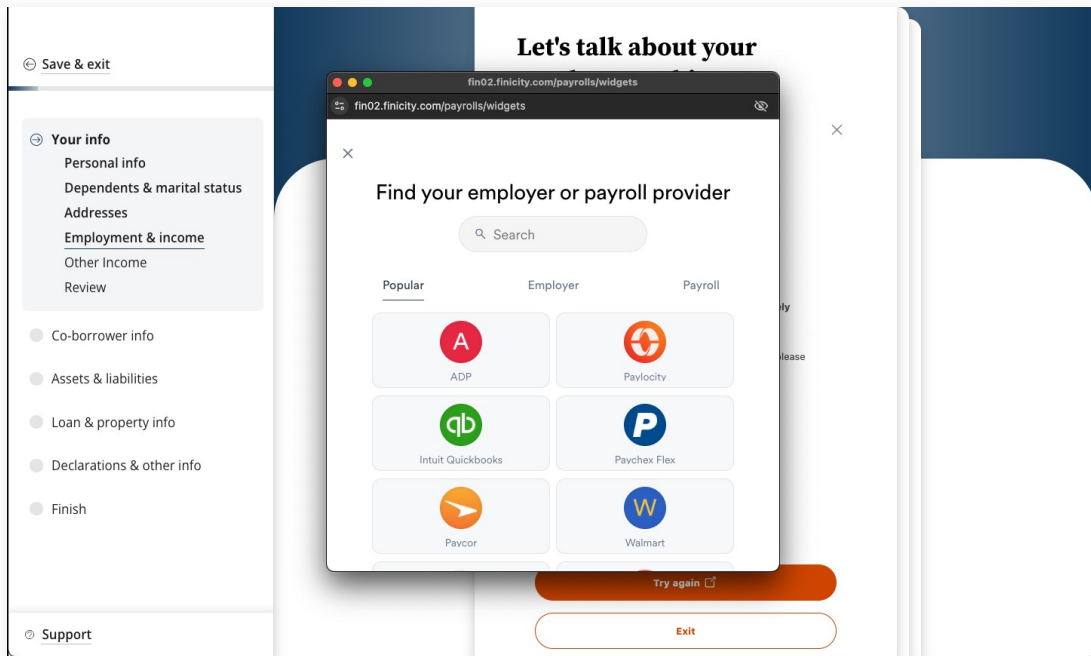 Save & exit
Your info
Personal info
Dependents & marital status
Addresses
Employment & income
Other Income
Review
Co-borrower info
Assets & liabilities
Loan & property info
Declarations & other info
Finish
Support
Let's talk about your
fin02.finicity.com/payrolls/widgets
fin02.finicity.com/payrolls/widgets
Find your employer or payroll provider
Search
Popular Employer Payroll
A
ADP
Paylocity
qb
Intuit Quickbooks
P
Paychex Flex
Paycor
W
Walmart
Try again
Exit